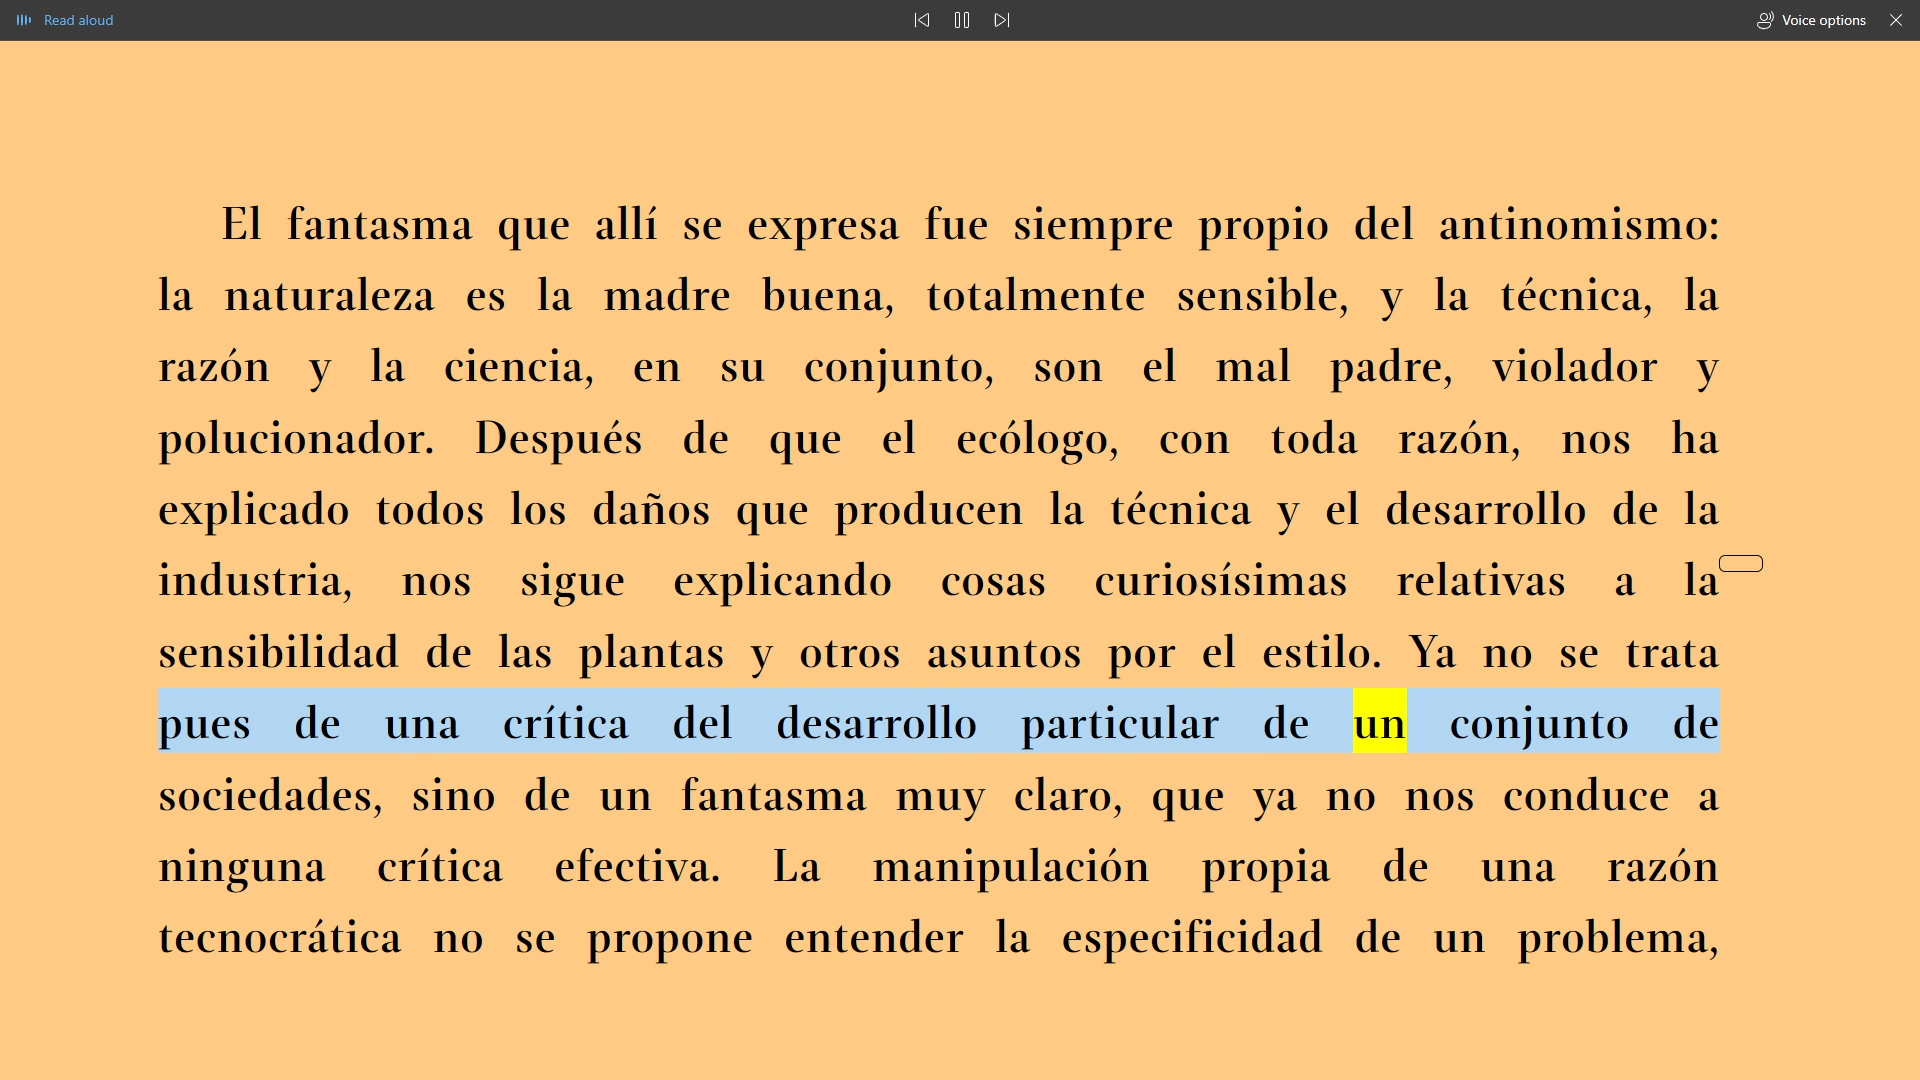 Read aloud
Voice options
El fantasma que allí se expresa fue siempre propio del antinomismo:
la naturaleza es la madre buena, totalmente sensible, y la técnica, la
razón y la ciencia, en su conjunto, son el mal padre, violador y
polucionador. Después de que el ecólogo, con toda razón, nos ha
explicado todos los daños que producen la técnica y el desarrollo de la
industria, nos sigue explicando cosas curiosísimas relativas a la
sensibilidad de las plantas y otros asuntos por el estilo. Ya no se trata
pues de una crítica del desarrollo particular de un conjunto de
sociedades, sino de un fantasma muy claro, que ya no nos conduce a
ninguna crítica efectiva. La manipulación propia de una razón
tecnocrática no se propone entender la especificidad de un problema,